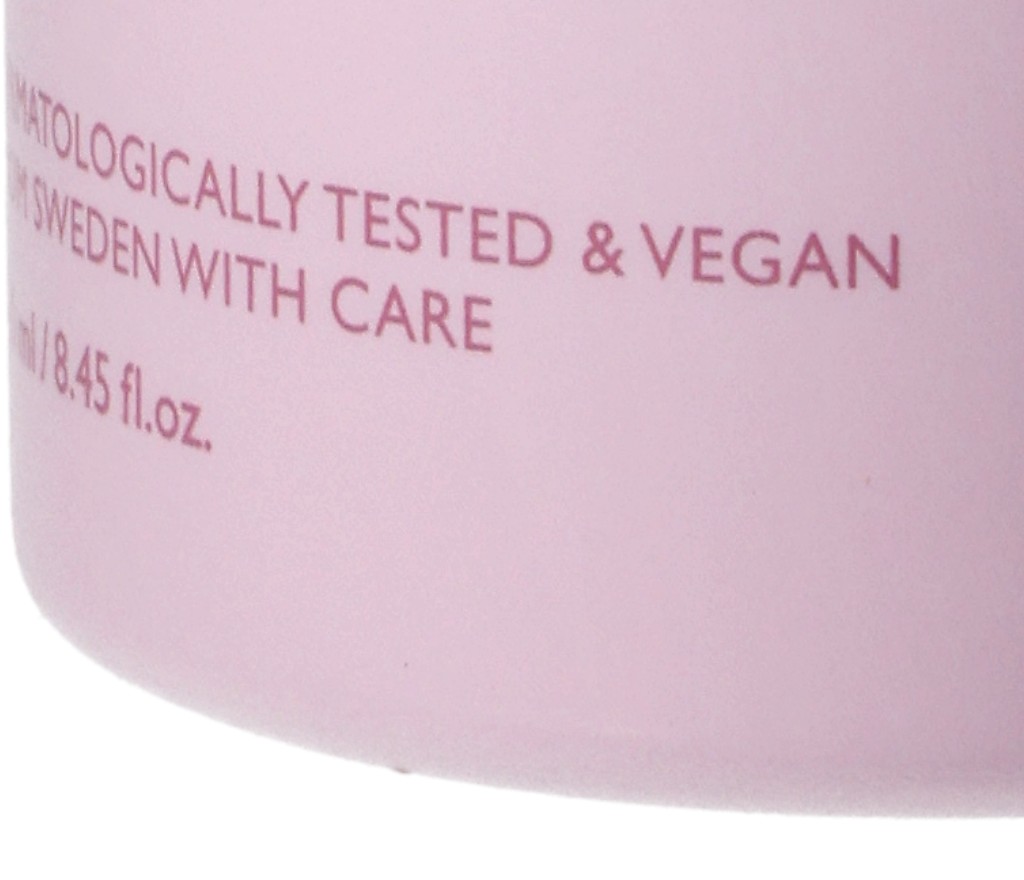 MATOLOGICALLY TESTED & VEGAN
SWEDEN WITH CARE
ml / 8.45 fl.oz.